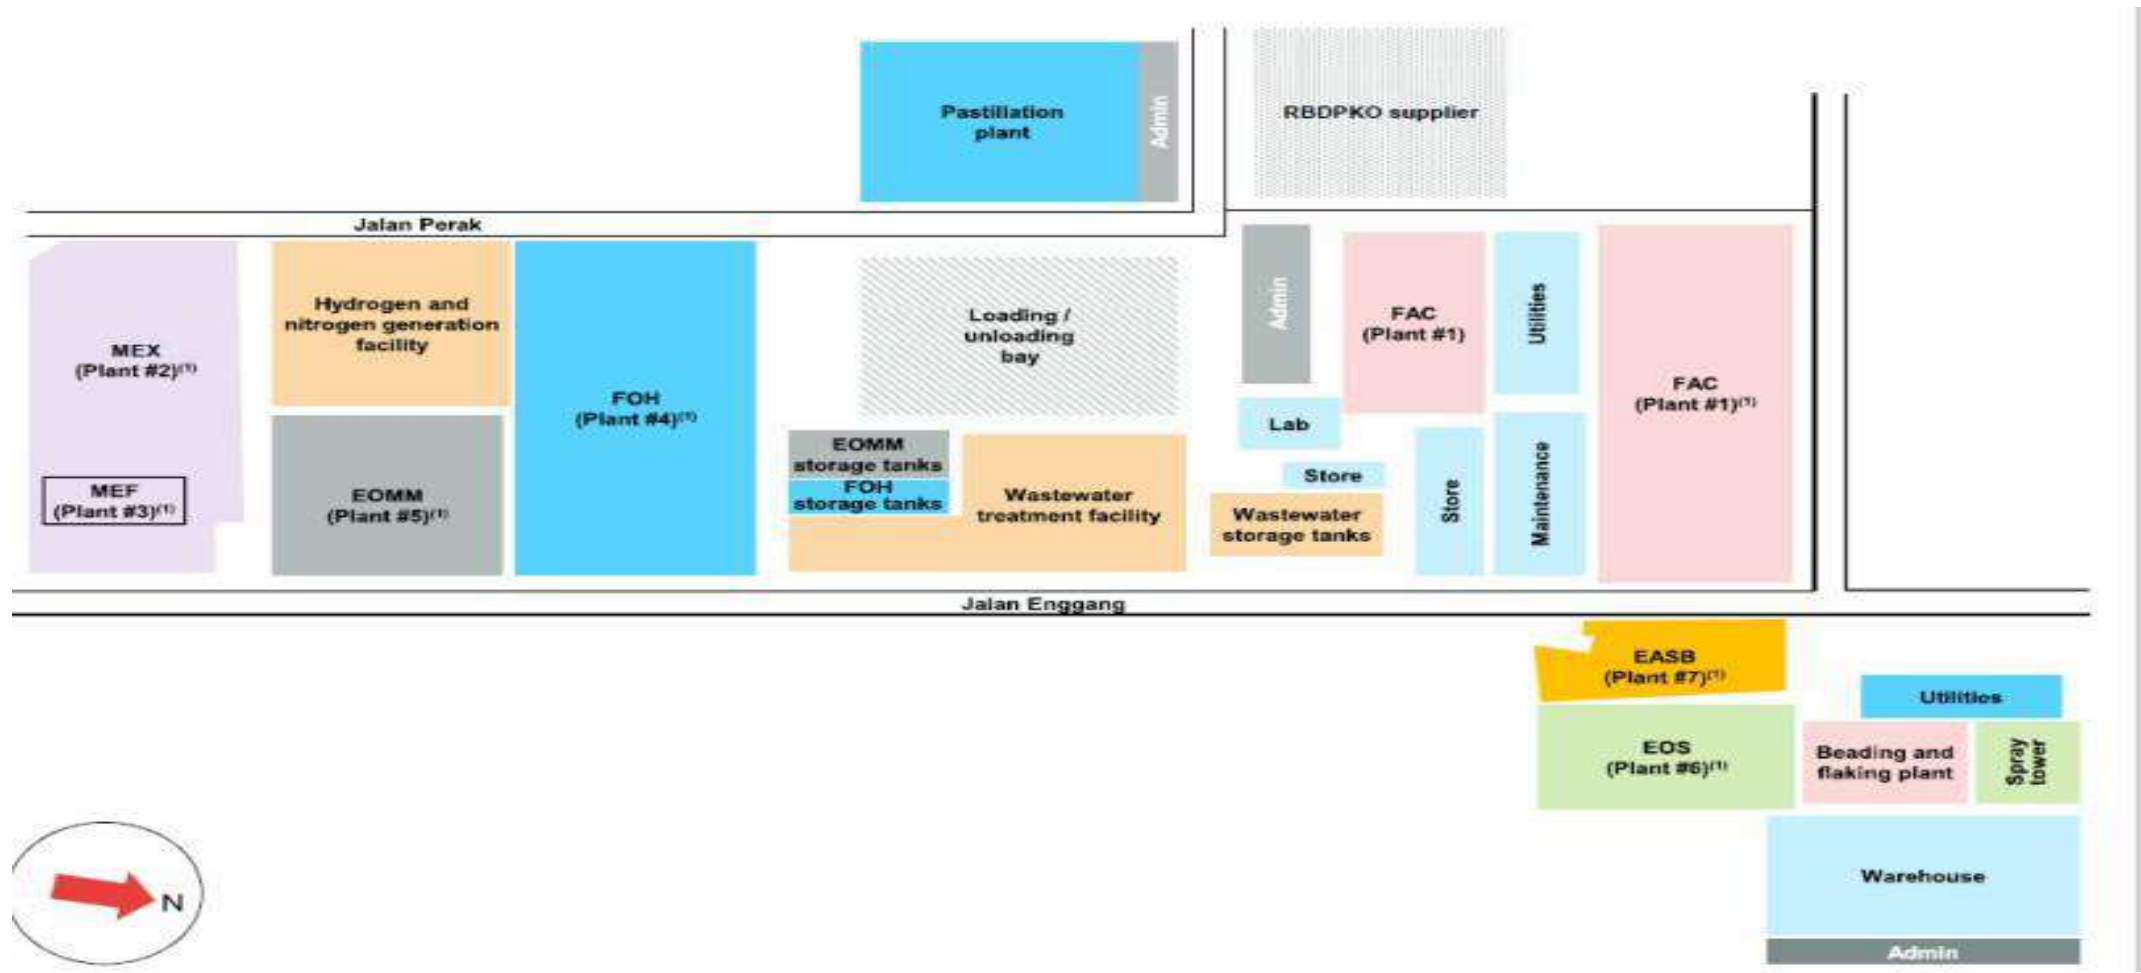 Pastillation
plant
Admin
RBDPKO supplier
Jalan Perak
MEX
(Plant #2)⁽¹⁾
MEF
(Plant #3)⁽¹⁾
Hydrogen and
nitrogen generation
facility
EOMM
(Plant #5)⁽¹⁾
FOH
(Plant #4)⁽¹⁾
Loading /
unloading
bay
EOMM
storage tanks
FOH
storage tanks
Wastewater
treatment facility
Admin
Lab
Store
Wastewater
storage tanks
FAC
(Plant #1)
Store
Utilities
Maintenance
FAC
(Plant #1)⁽¹⁾
Jalan Enggang
EASB
(Plant #7)⁽¹⁾
EOS
(Plant #6)⁽¹⁾
Utilities
Beading and
flaking plant
Spray
tower
Warehouse
Admin
N